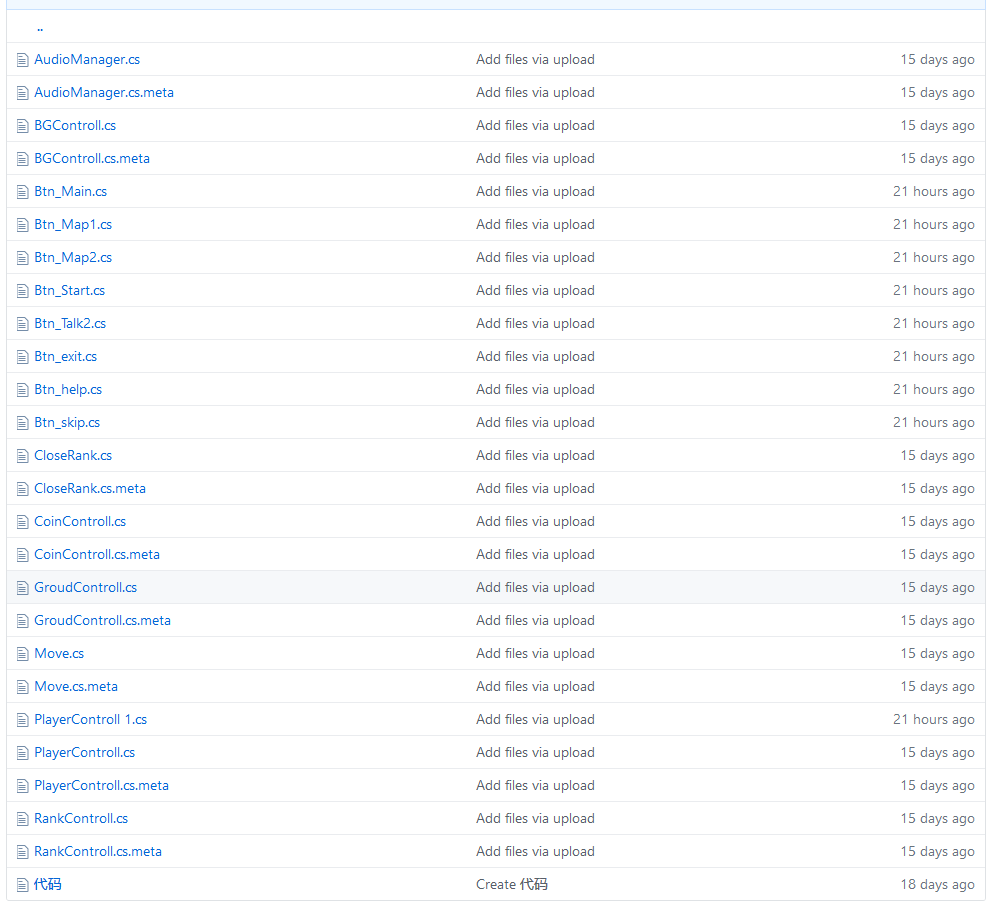 ..
AudioManager.cs Add files via upload 15 days ago
AudioManager.cs.meta Add files via upload 15 days ago
BGControll.cs Add files via upload 15 days ago
BGControll.cs.meta Add files via upload 15 days ago
Btn_Main.cs Add files via upload 21 hours ago
Btn_Map1.cs Add files via upload 21 hours ago
Btn_Map2.cs Add files via upload 21 hours ago
Btn_Start.cs Add files via upload 21 hours ago
Btn_Talk2.cs Add files via upload 21 hours ago
Btn_exit.cs Add files via upload 21 hours ago
Btn_help.cs Add files via upload 21 hours ago
Btn_skip.cs Add files via upload 21 hours ago
CloseRank.cs Add files via upload 15 days ago
CloseRank.cs.meta Add files via upload 15 days ago
CoinControll.cs Add files via upload 15 days ago
CoinControll.cs.meta Add files via upload 15 days ago
GroudControll.cs Add files via upload 15 days ago
GroudControll.cs.meta Add files via upload 15 days ago
Move.cs Add files via upload 15 days ago
Move.cs.meta Add files via upload 15 days ago
PlayerControll 1.cs Add files via upload 21 hours ago
PlayerControll.cs Add files via upload 15 days ago
PlayerControll.cs.meta Add files via upload 15 days ago
RankControll.cs Add files via upload 15 days ago
RankControll.cs.meta Add files via upload 15 days ago
代码 Create 代码 18 days ago